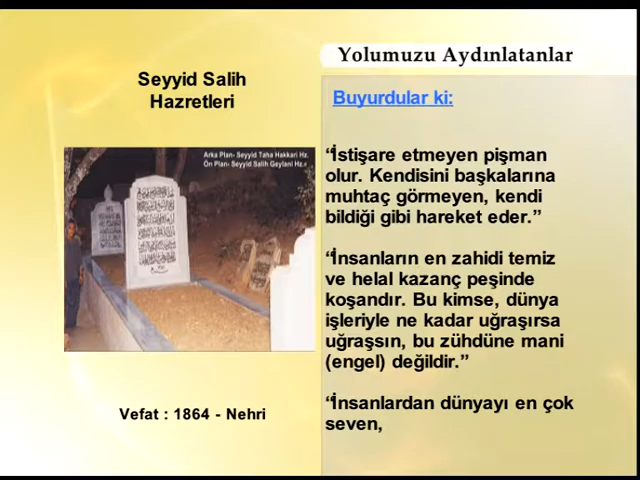 Yolumuzu Aydınlatanlar
Seyyid Salih
Hazretleri
Arka Plan- Seyyid Taha Hakkari Hz.
Ön Plan- Seyyid Salih Geylani Hz.
Vefat : 1864 - Nehri
Buyurdular ki:
“İstişare etmeyen pişman
olur. Kendisini başkalarına
muhtaç görmeyen, kendi
bildiği gibi hareket eder.”
“İnsanların en zahidi temiz
ve helal kazanç peşinde
koşandır. Bu kimse, dünya
işleriyle ne kadar uğraşırsa
uğraşsın, bu zühdüne mani
(engel) değildir.”
“İnsanlardan dünyayı en çok
seven,